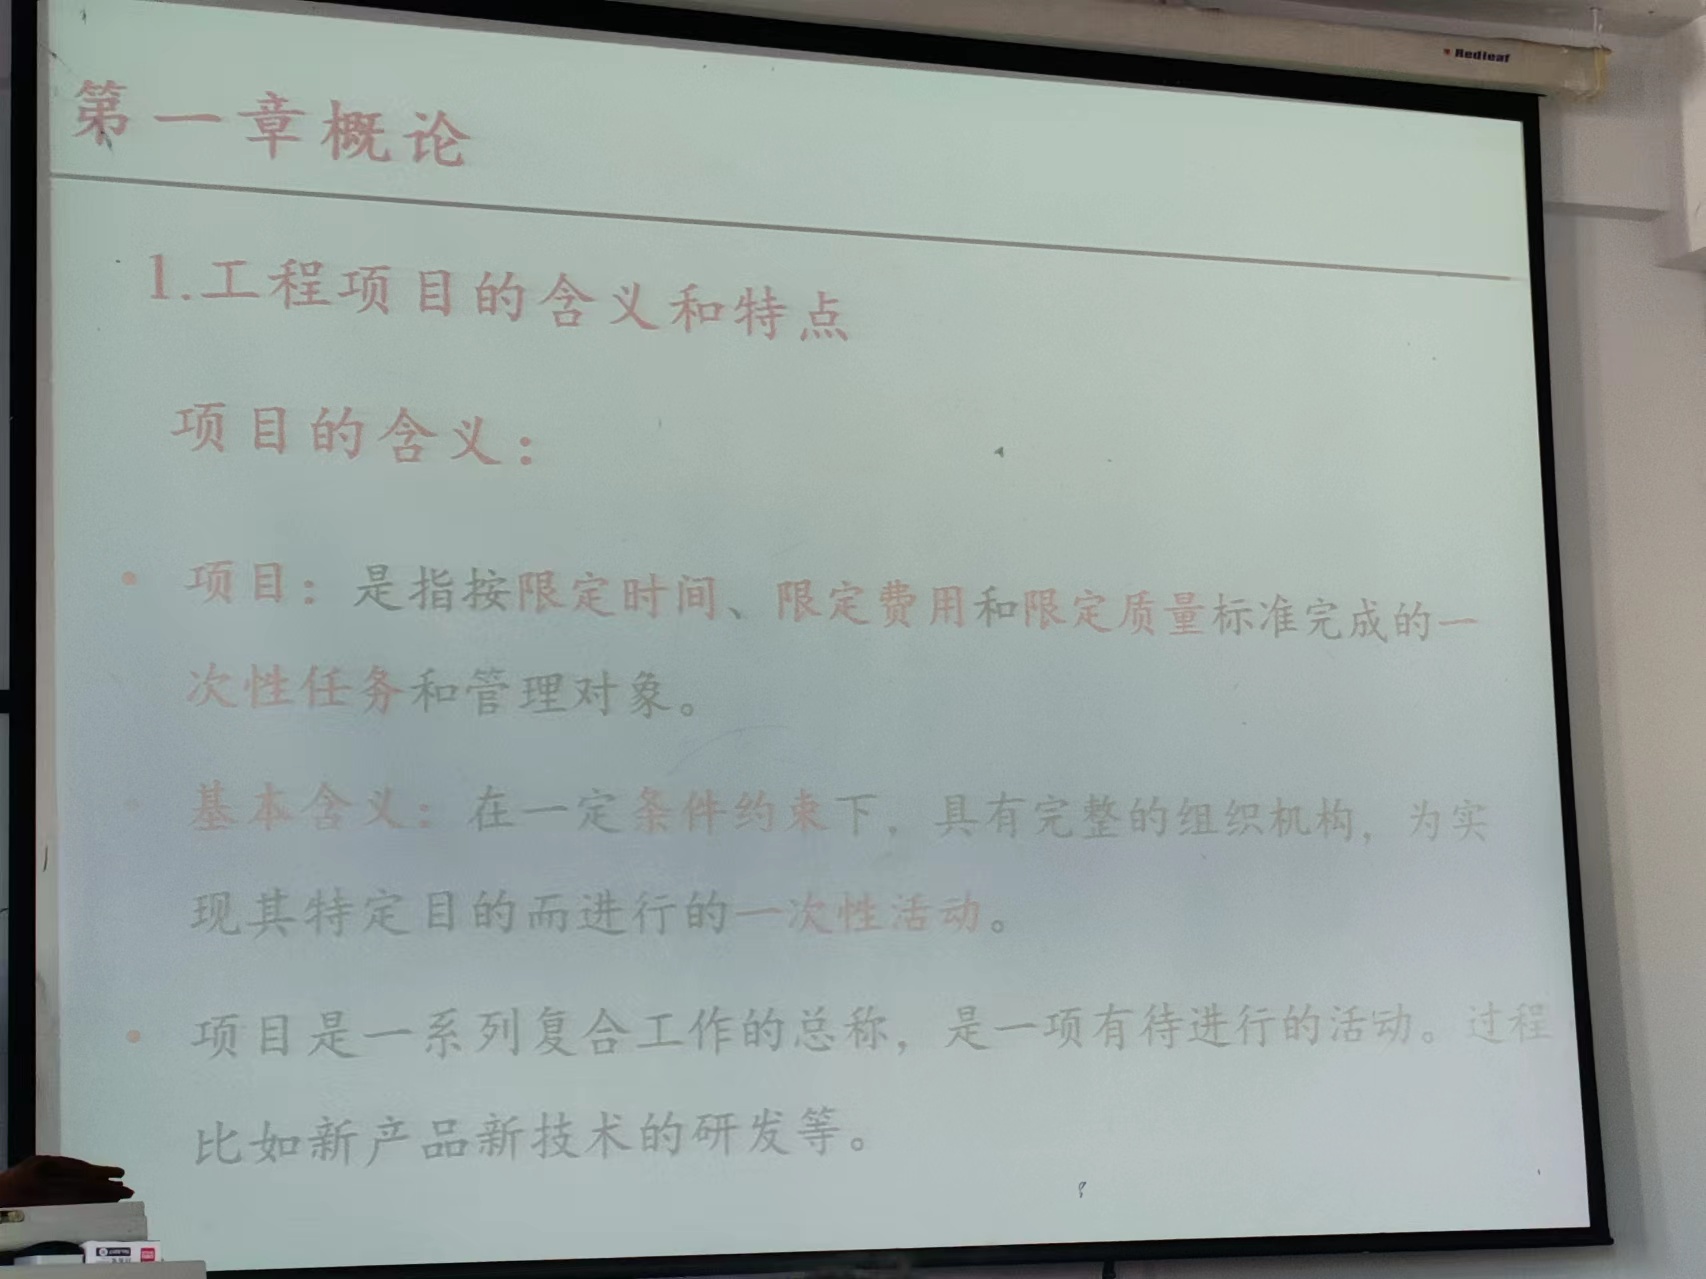 Redleaf
第一章概论
1.工程项目的含义和特点
项目的含义：
• 项目：是指按限定时间、限定费用和限定质量标准完成的一
次性任务和管理对象。
• 基本含义：在一定条件约束下，具有完整的组织机构，为实
现其特定目的而进行的一次性活动。
• 项目是一系列复合工作的总称，是一项有待进行的活动。过程
比如新产品新技术的研发等。